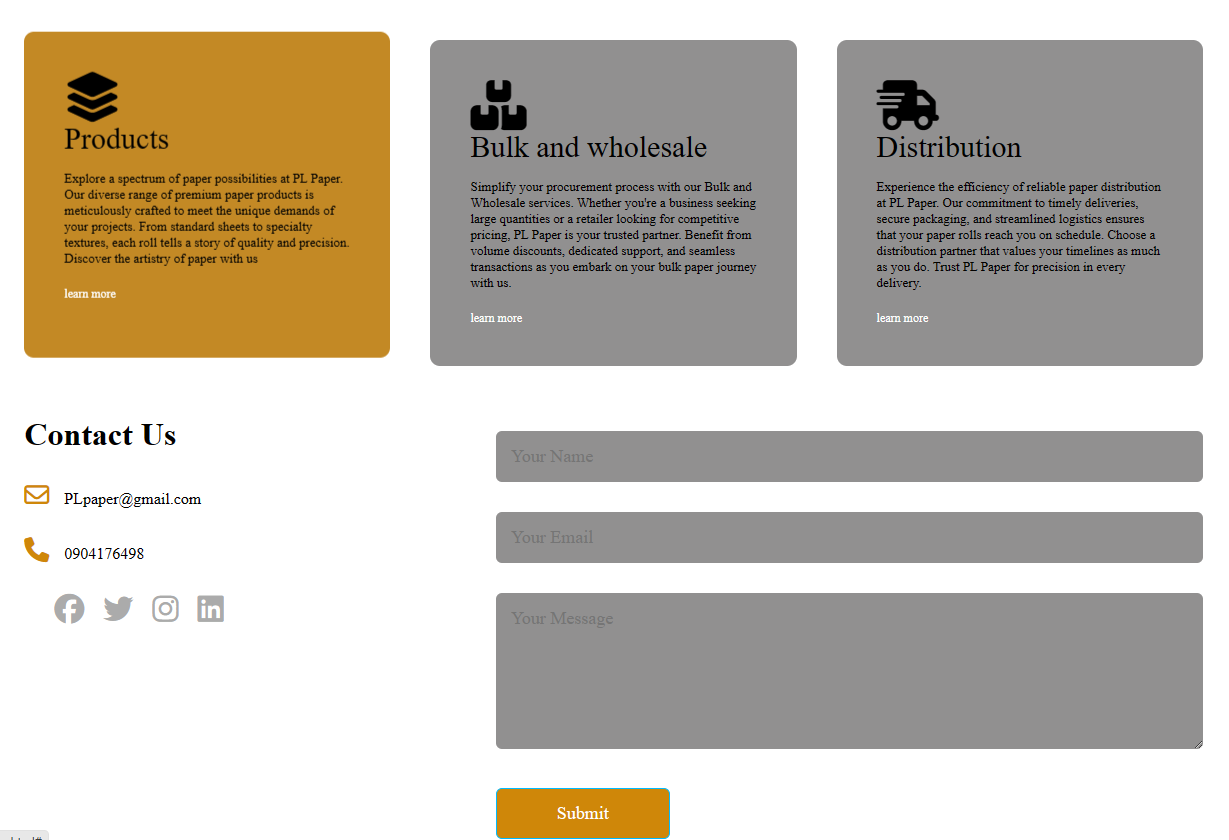 Products
Explore a spectrum of paper possibilities at PL Paper.
Our diverse range of premium paper products is
meticulously crafted to meet the unique demands of
your projects. From standard sheets to specialty
textures, each roll tells a story of quality and precision.
Discover the artistry of paper with us
learn more
Bulk and wholesale
Simplify your procurement process with our Bulk and
Wholesale services. Whether you're a business seeking
large quantities or a retailer looking for competitive
pricing, PL Paper is your trusted partner. Benefit from
volume discounts, dedicated support, and seamless
transactions as you embark on your bulk paper journey
with us.
learn more
Distribution
Experience the efficiency of reliable paper distribution
at PL Paper. Our commitment to timely deliveries,
secure packaging, and streamlined logistics ensures
that your paper rolls reach you on schedule. Choose a
distribution partner that values your timelines as much
as you do. Trust PL Paper for precision in every
delivery.
learn more
Contact Us
PLpaper@gmail.com
0904176498
Your Name
Your Email
Your Message
Submit